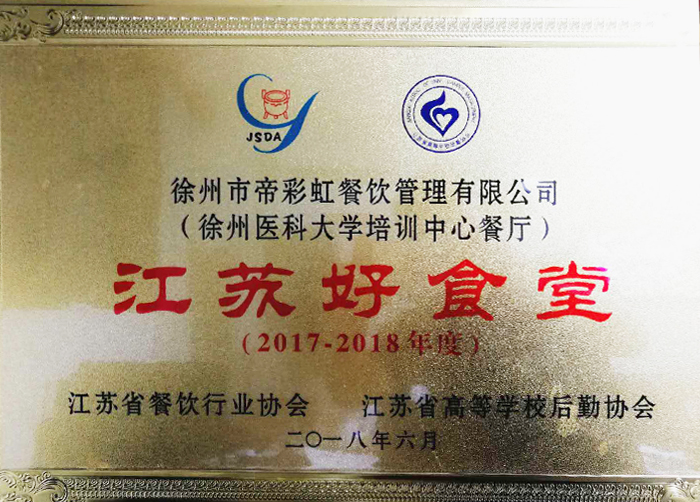 JSDA
徐州市帝彩虹餐饮管理有限公司
（徐州医科大学培训中心餐厅）
江苏好食堂
（2017-2018年度）
江苏省餐饮行业协会 江苏省高等学校后勤协会
二〇一八年六月